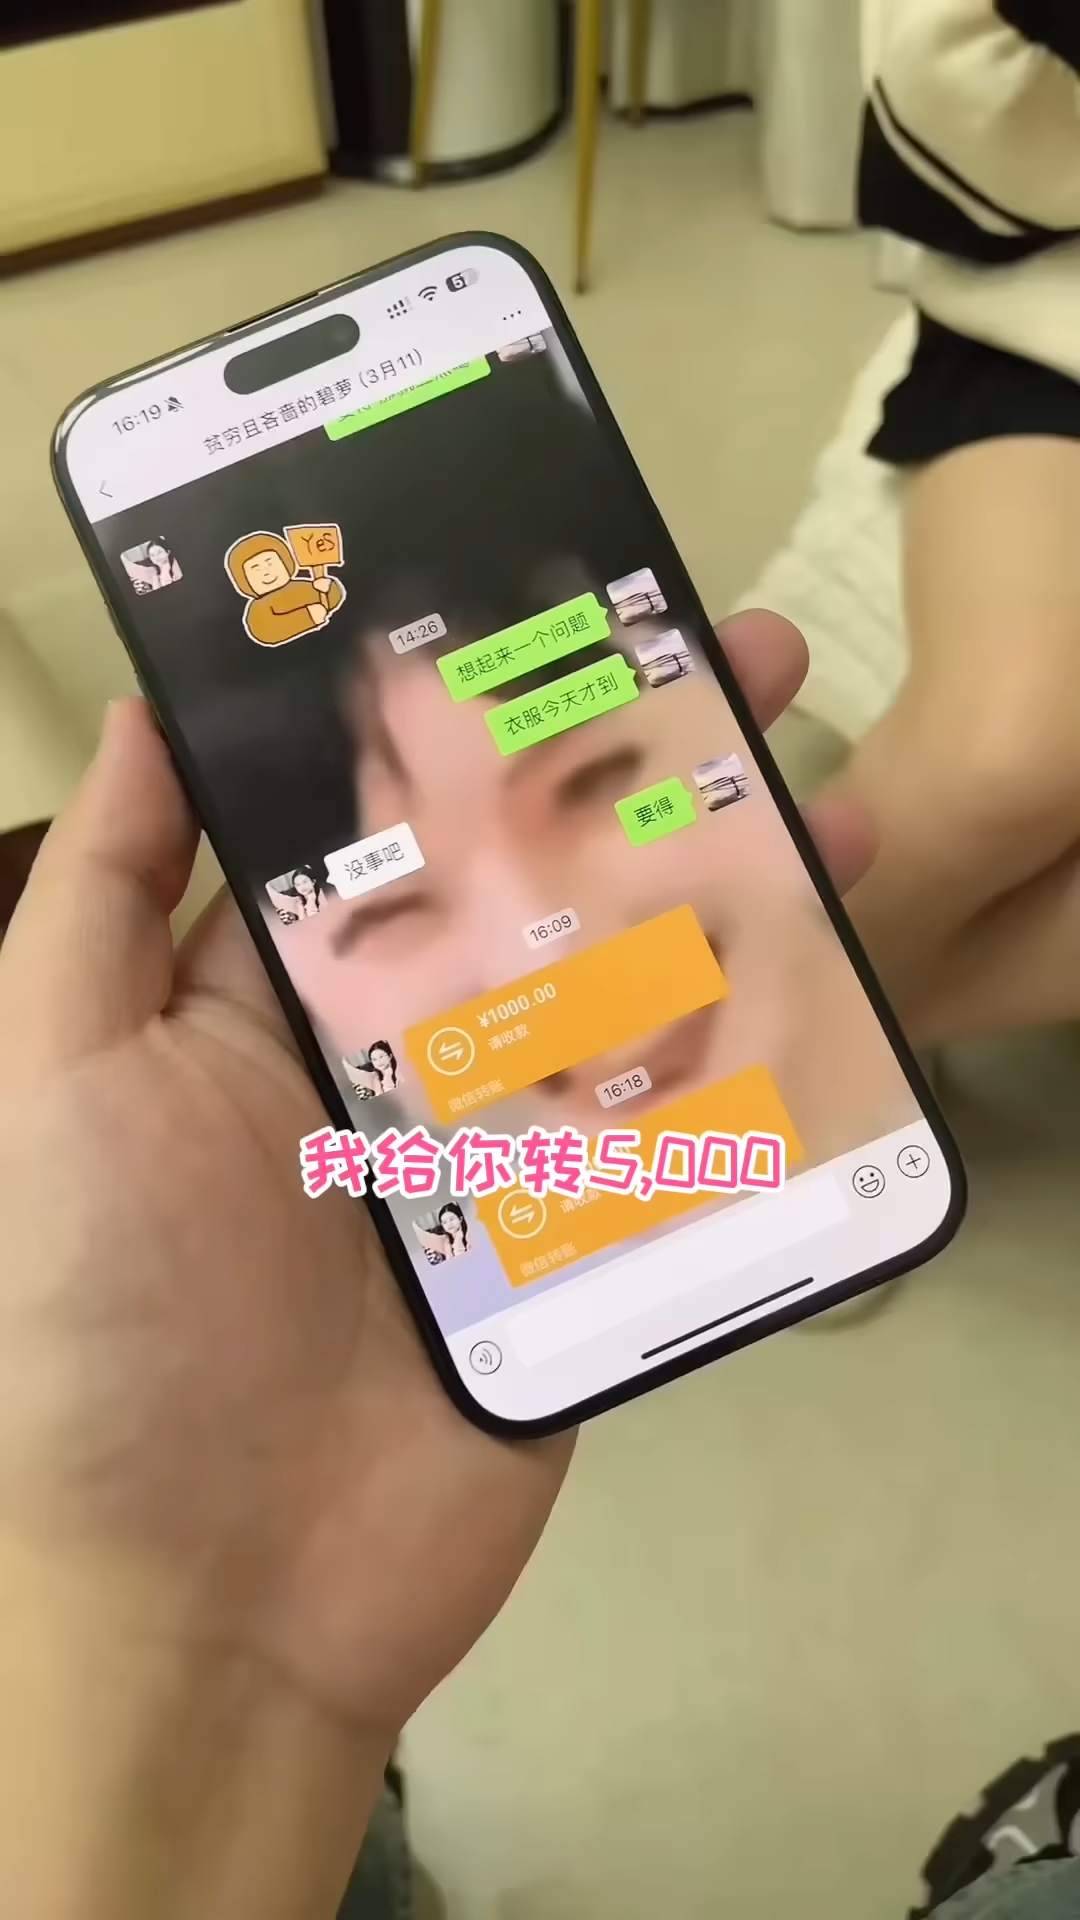 16:19
57
贫穷且吝啬的碧萝（3月11）
Yes
14:26
想起来一个问题
衣服今天才到
要得
没事吧
16:09
¥1000.00
请收款
微信转账
16:18
我给你转5,000
请收款
微信转账